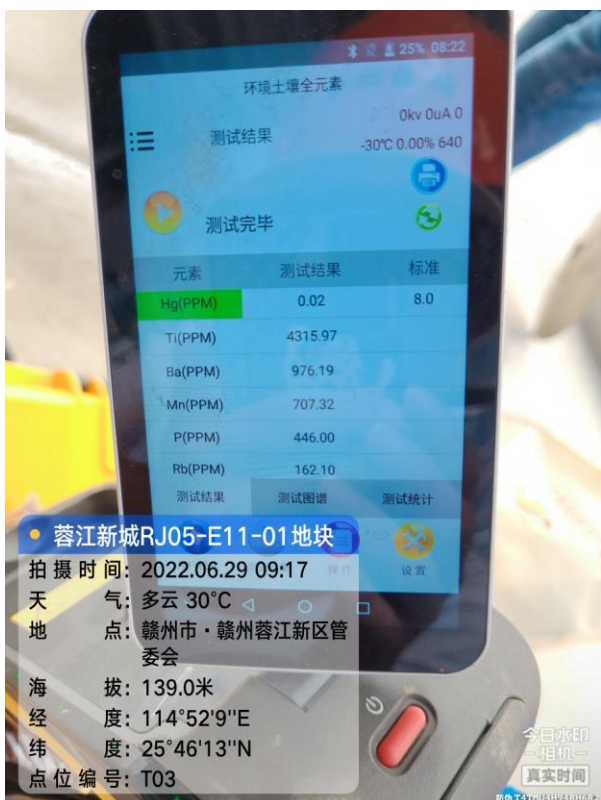 25% 08:22
环境土壤全元素
0kv 0uA 0
测试结果
-30℃ 0.00% 640
测试完毕
元素 测试结果 标准
Hg(PPM) 0.02 8.0
Ti(PPM) 4315.97
Ba(PPM) 976.19
Mn(PPM) 707.32
P(PPM) 446.00
Rb(PPM) 162.10
测试结果 测试图谱 测试统计
操作 设置
蓉江新城RJ05-E11-01地块
拍摄时间: 2022.06.29 09:17
天 气: 多云 30°C
地 点: 赣州市·赣州蓉江新区管
委会
海 拔: 139.0米
经 度: 114°52'9"E
纬 度: 25°46'13"N
点位编号: T03
今日水印
相机
真实时间